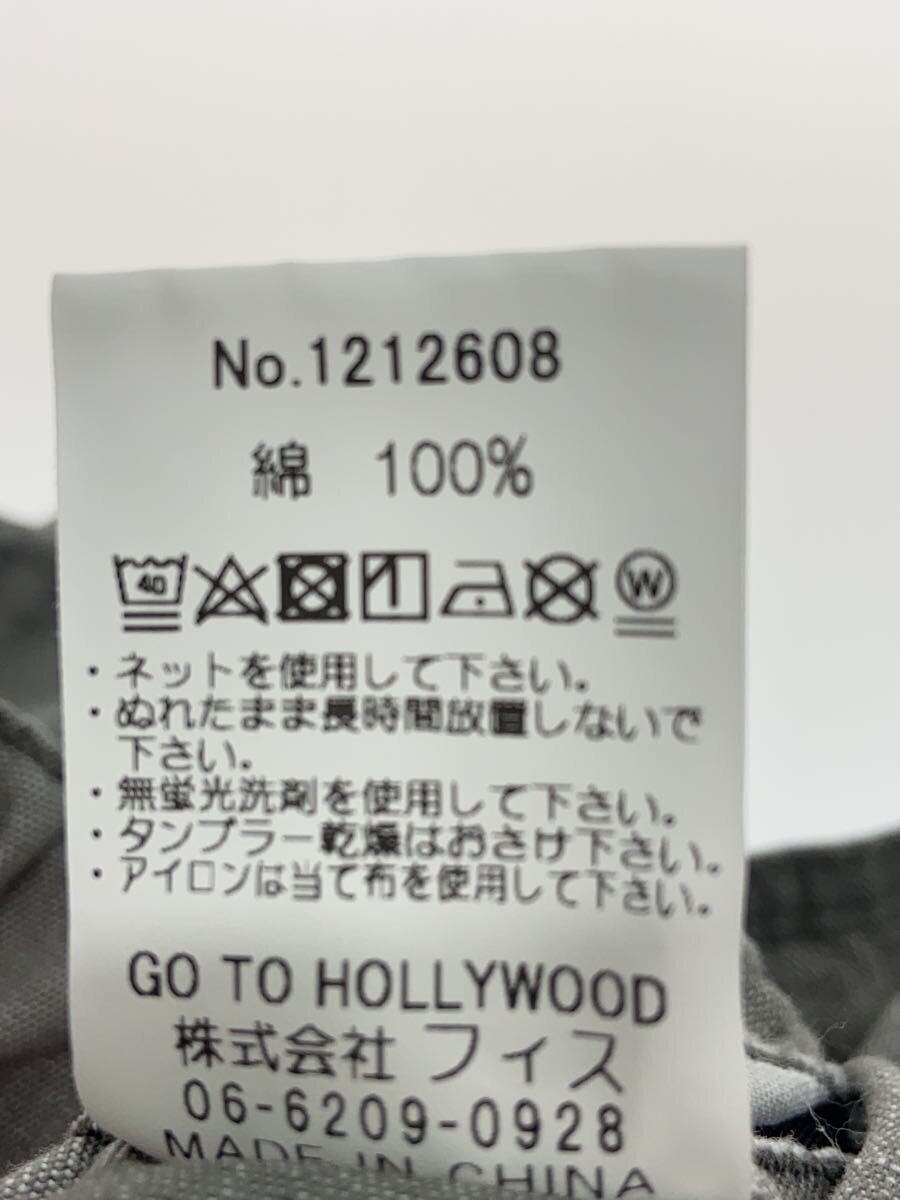 No.1212608
綿 100%
40 W
・ネットを使用して下さい。
・ぬれたまま長時間放置しないで
下さい。
・無蛍光洗剤を使用して下さい。
・タンブラー乾燥はおさけ下さい。
・アイロンは当て布を使用して下さい。
GO TO HOLLYWOOD
株式会社 フィス
06-6209-0928
MADE IN CHINA